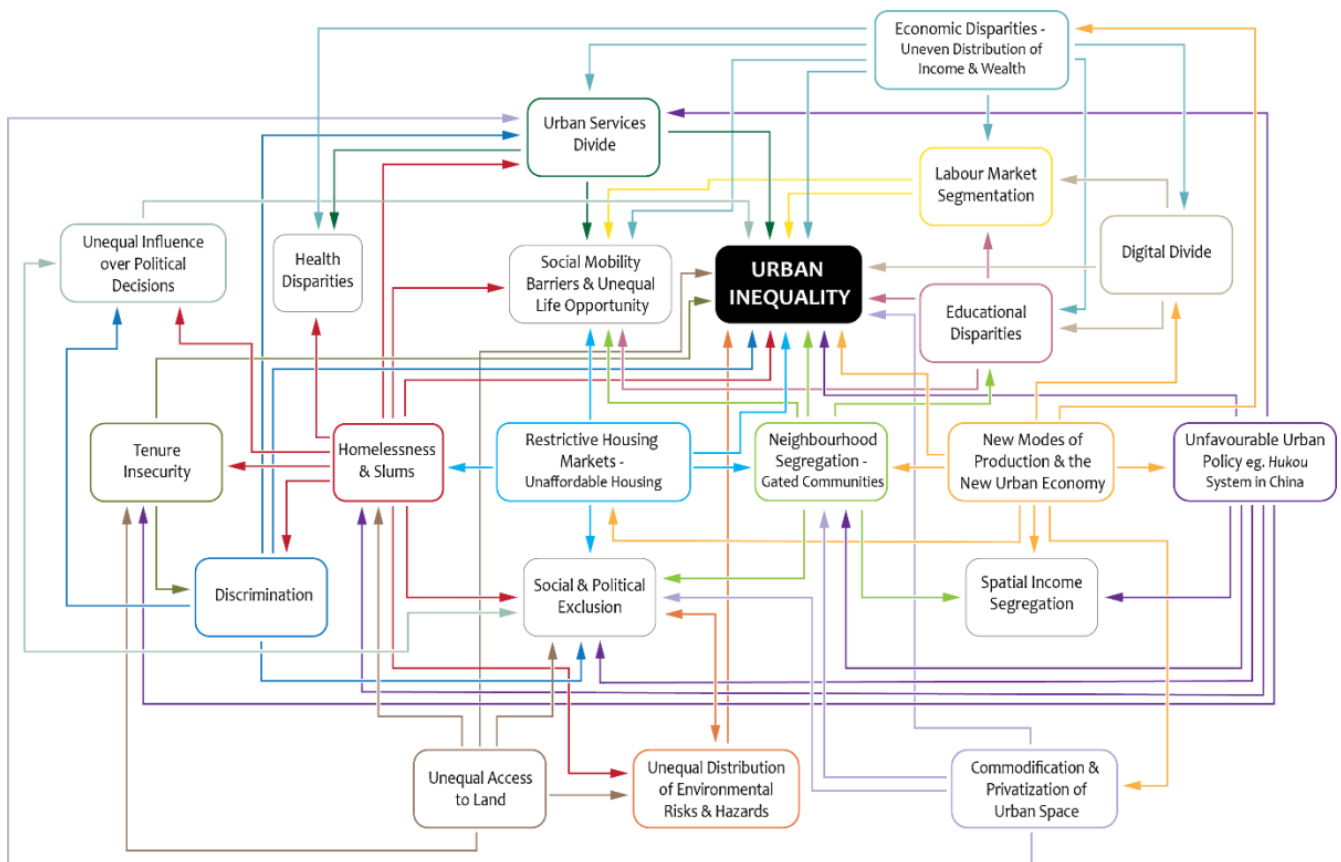 Economic Disparities -
Uneven Distribution of
Income & Wealth
Urban Services
Divide
Labour Market
Segmentation
Unequal Influence
over Political
Decisions
Health
Disparities
Social Mobility
Barriers & Unequal
Life Opportunity
URBAN
INEQUALITY
Digital Divide
Educational
Disparities
Tenure
Insecurity
Homelessness
& Slums
Restrictive Housing
Markets -
Unaffordable Housing
Neighbourhood
Segregation -
Gated Communities
New Modes of
Production & the
New Urban Economy
Unfavourable Urban
Policy eg. Hukou
System in China
Discrimination
Social & Political
Exclusion
Spatial Income
Segregation
Unequal Access
to Land
Unequal Distribution
of Environmental
Risks & Hazards
Commodification &
Privatization of
Urban Space